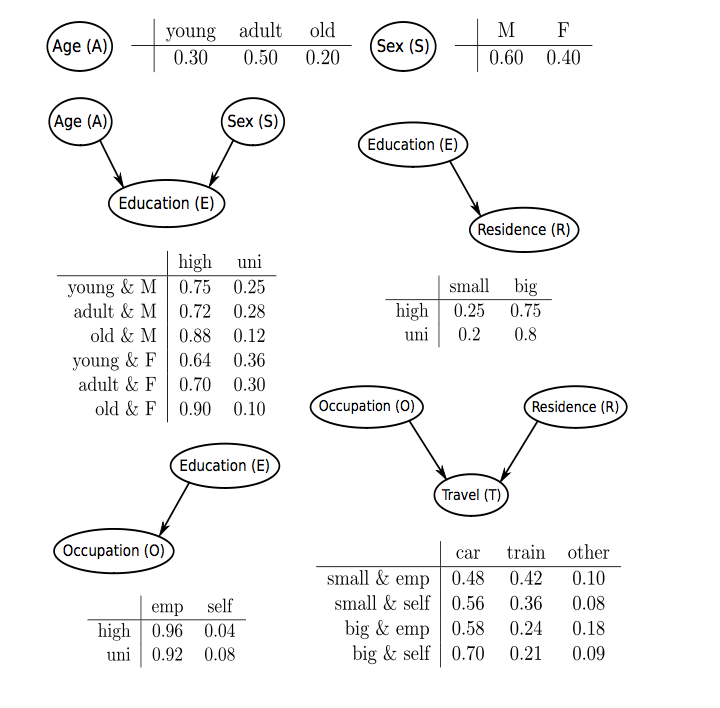 Age (A) young adult old Sex (S) M F
0.30 0.50 0.20 0.60 0.40
Age (A) Sex (S)
Education (E)
high uni
young & M 0.75 0.25
adult & M 0.72 0.28
old & M 0.88 0.12
young & F 0.64 0.36
adult & F 0.70 0.30
old & F 0.90 0.10
Education (E)
Residence (R)
small big
high 0.25 0.75
uni 0.2 0.8
Education (E)
Occupation (O)
emp self
high 0.96 0.04
uni 0.92 0.08
Occupation (O) Residence (R)
Travel (T)
car train other
small & emp 0.48 0.42 0.10
small & self 0.56 0.36 0.08
big & emp 0.58 0.24 0.18
big & self 0.70 0.21 0.09